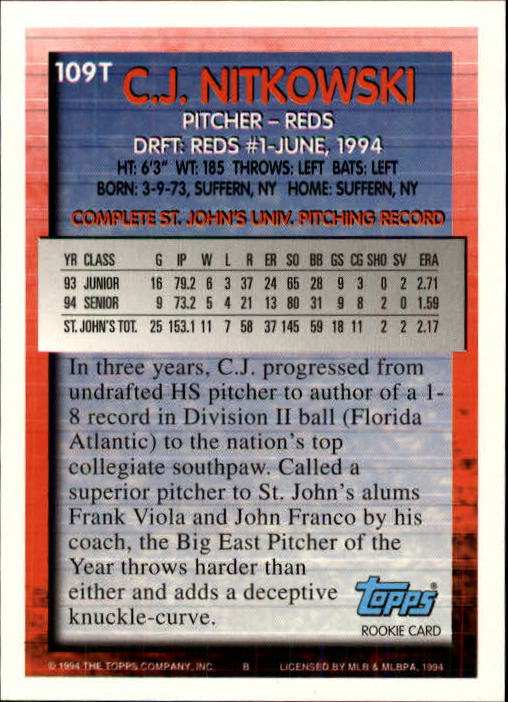 109T
C.J. NITKOWSKI
PITCHER – REDS
DRFT: REDS #1-JUNE, 1994
HT: 6'3" WT: 185 THROWS: LEFT BATS: LEFT
BORN: 3-9-73, SUFFERN, NY HOME: SUFFERN, NY
COMPLETE ST. JOHN'S UNIV. PITCHING RECORD
YR CLASS G IP W L R ER SO BB GS CG SHO SV ERA
93 JUNIOR 16 79.2 6 3 37 24 65 28 9 3 0 2 2.71
94 SENIOR 9 73.2 5 4 21 13 80 31 9 8 2 0 1.59
ST. JOHN'S TOT. 25 153.1 11 7 58 37 145 59 18 11 2 2 2.17
In three years, C.J. progressed from
undrafted HS pitcher to author of a 1-
8 record in Division II ball (Florida
Atlantic) to the nation's top
collegiate southpaw. Called a
superior pitcher to St. John's alums
Frank Viola and John Franco by his
coach, the Big East Pitcher of the
Year throws harder than
either and adds a deceptive
knuckle-curve.
Topps®
ROOKIE CARD
© 1994 THE TOPPS COMPANY, INC. B LICENSED BY MLB & MLBPA, 1994